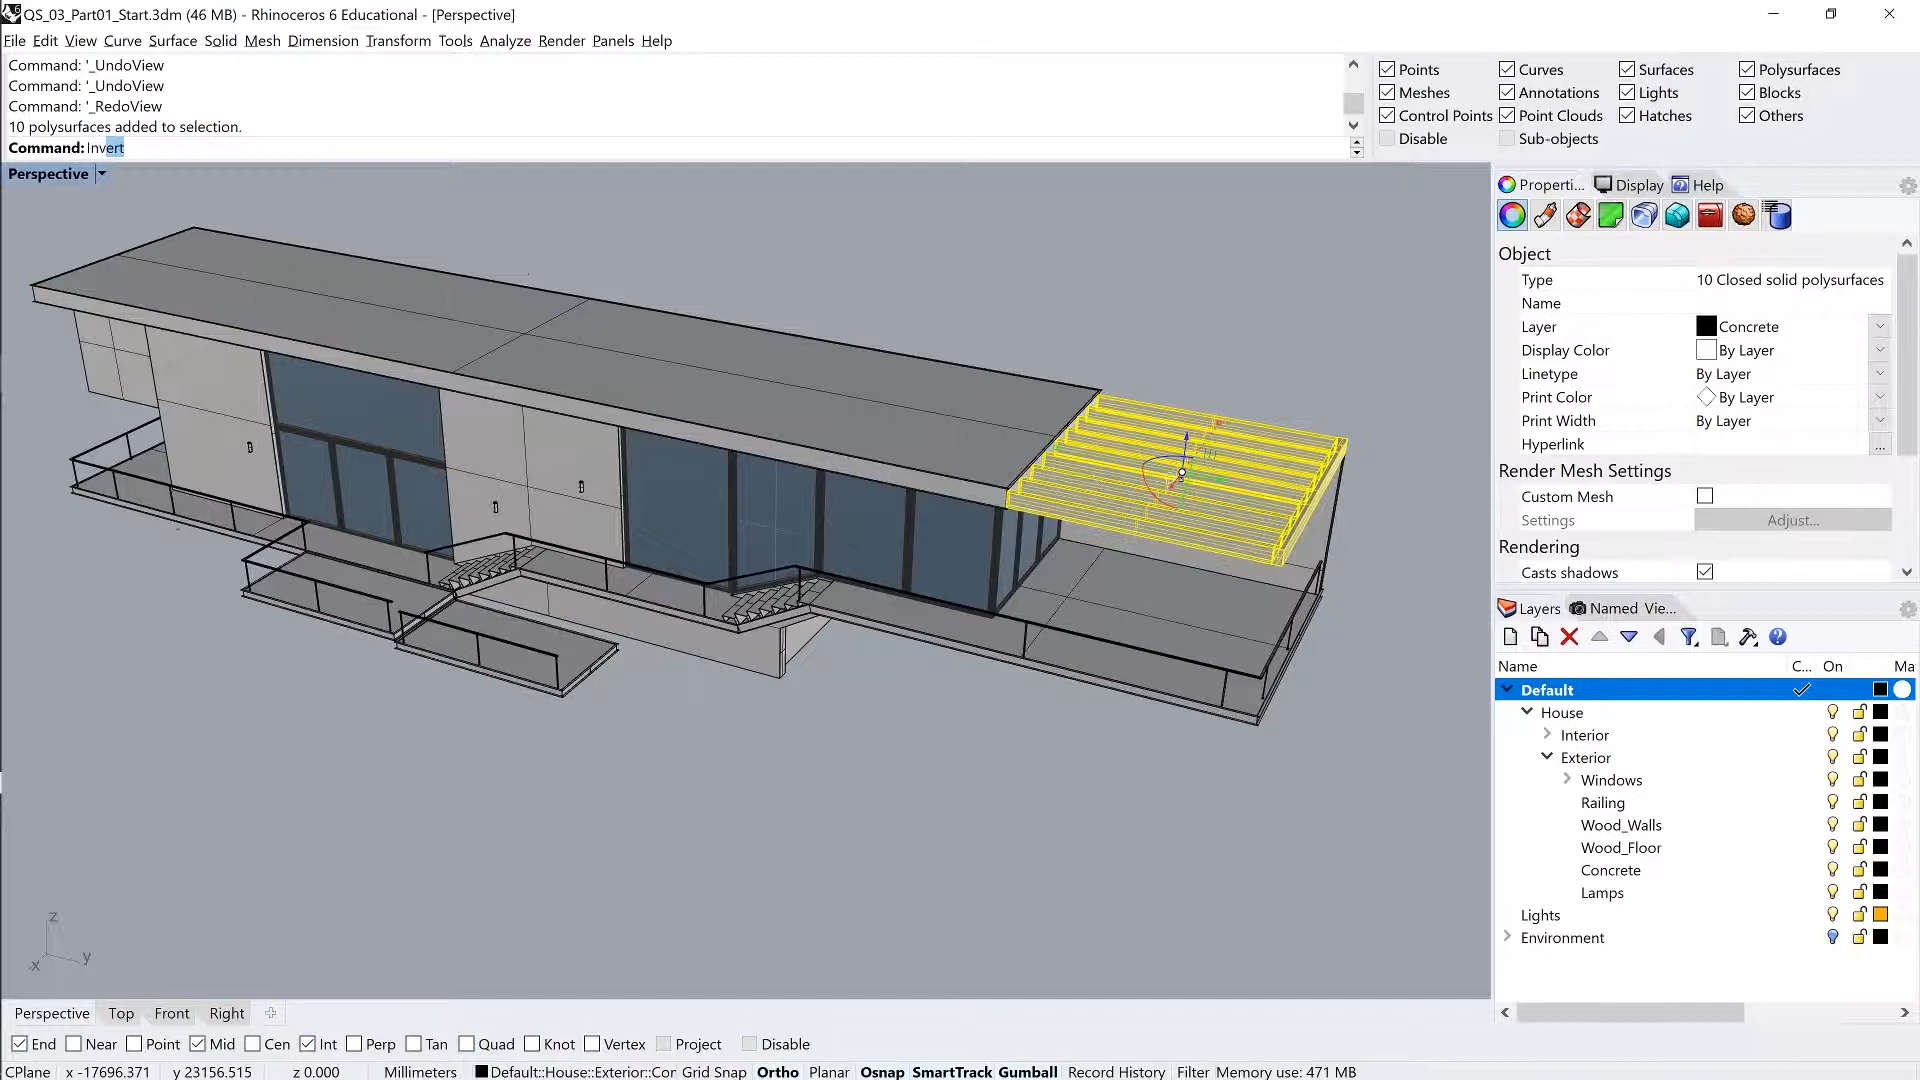 QS_03_Part01_Start.3dm (46 MB) - Rhinoceros 6 Educational - [Perspective]
File Edit View Curve Surface Solid Mesh Dimension Transform Tools Analyze Render Panels Help
Command: '_UndoView
Command: '_UndoView
Command: '_RedoView
10 polysurfaces added to selection.
Command: Invert
Points Curves Surfaces Polysurfaces
Meshes Annotations Lights Blocks
Control Points Point Clouds Hatches Others
Disable Sub-objects
Perspective
Properti... Display Help
Object
Type 10 Closed solid polysurfaces
Name
Layer Concrete
Display Color By Layer
Linetype By Layer
Print Color By Layer
Print Width By Layer
Hyperlink ...
Render Mesh Settings
Custom Mesh
Settings Adjust...
Rendering
Casts shadows
Layers Named Vie...
Name C... On Ma
Default
House
Interior
Exterior
Windows
Railing
Wood_Walls
Wood_Floor
Concrete
Lamps
Lights
Environment
z
x y
Perspective Top Front Right
End Near Point Mid Cen Int Perp Tan Quad Knot Vertex Project Disable
CPlane x -17696.371 y 23156.515 z 0.000 Millimeters Default::House::Exterior::Cor Grid Snap Ortho Planar Osnap SmartTrack Gumball Record History Filter Memory use: 471 MB